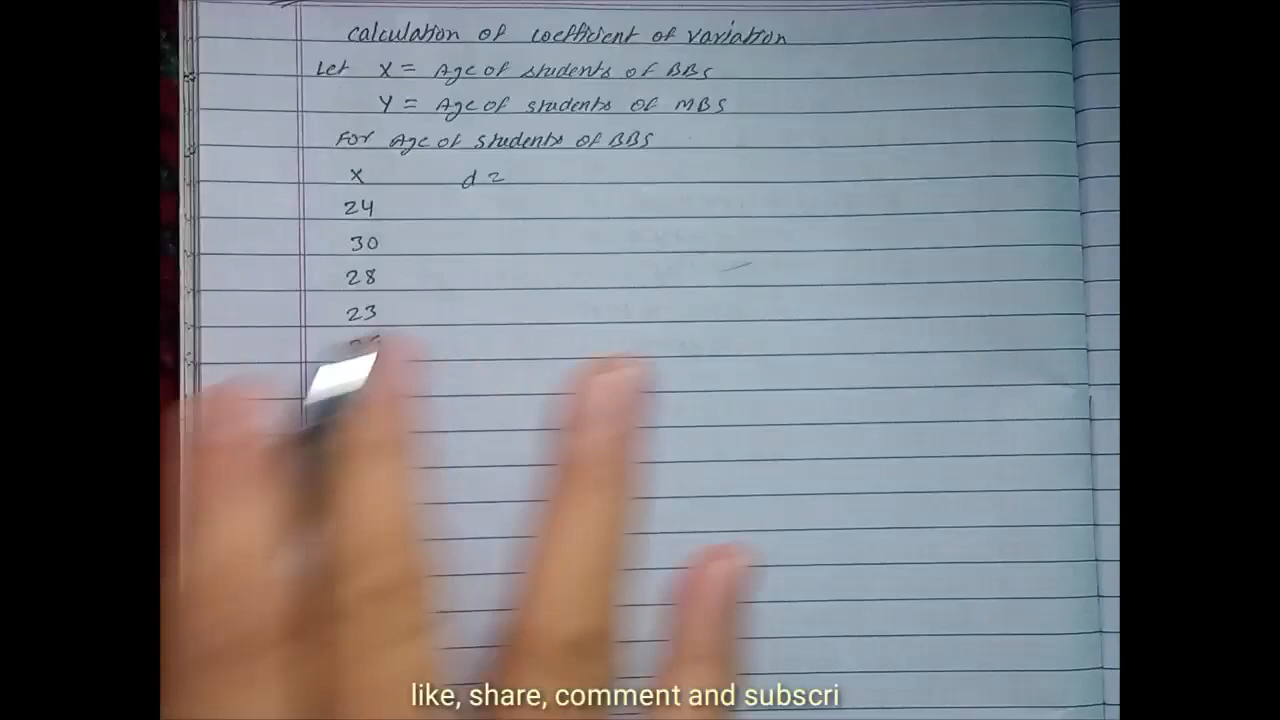 calculation of coefficient of variation
Let X = Age of students of BBS
Y = Age of students of MBS
For Age of students of BBS
X d =
24
30
28
23
like, share, comment and subscri